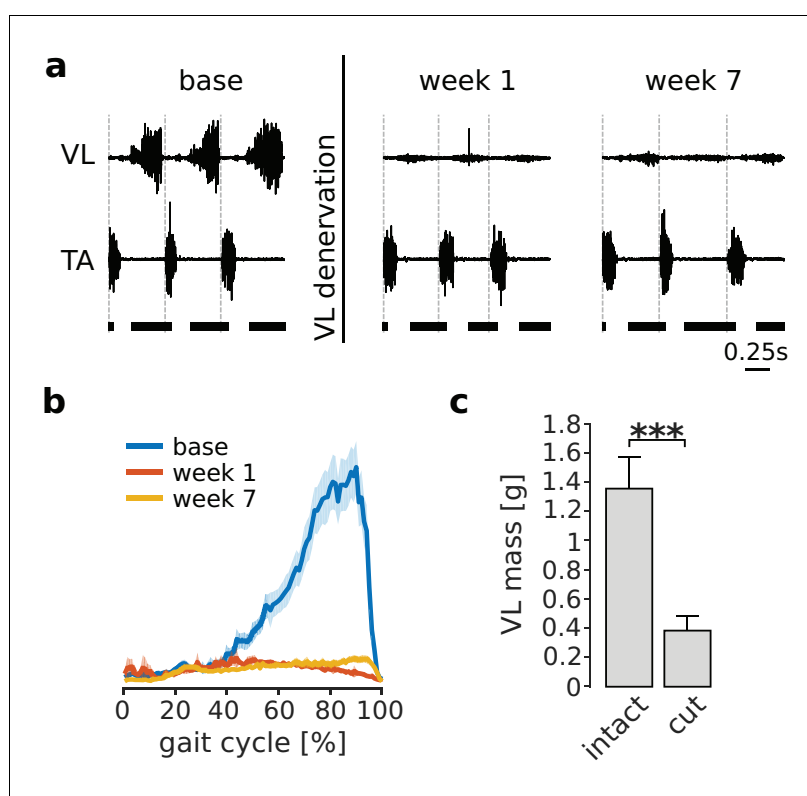 a
base
week 1
week 7
VL
TA
VL denervation
0.25s
b
base
week 1
week 7
0 20 40 60 80 100
gait cycle [%]
c
***
1.8
1.6
1.4
1.2
1
0.8
0.6
0.4
0.2
0
VL mass [g]
intact
cut